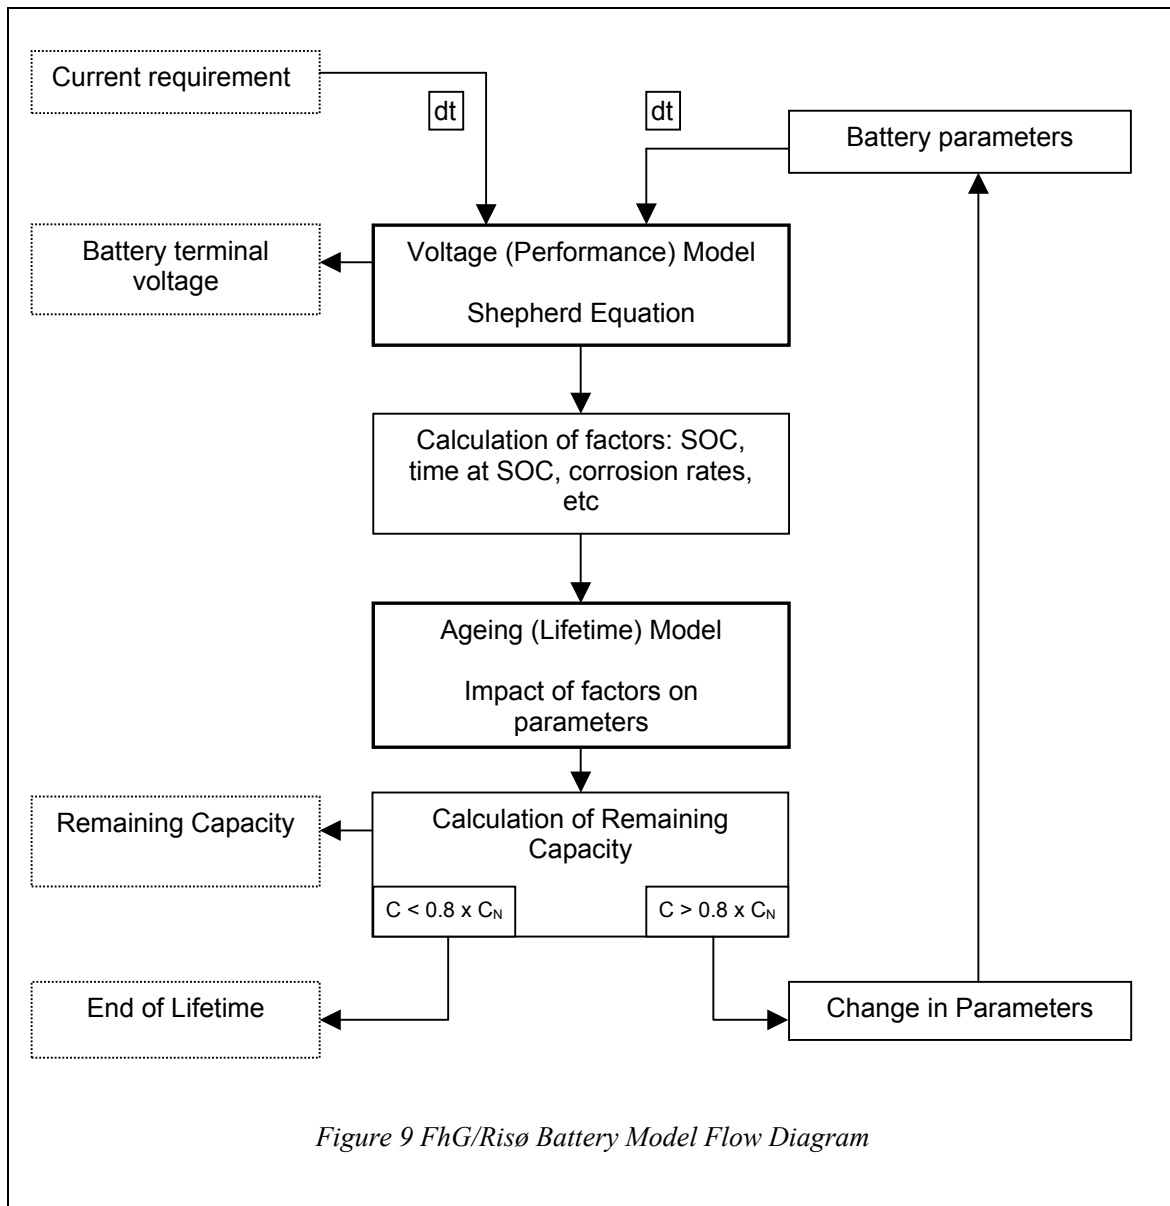 Current requirement
dt
dt
Battery parameters
Battery terminal
voltage
Voltage (Performance) Model
Shepherd Equation
Calculation of factors: SOC,
time at SOC, corrosion rates,
etc
Ageing (Lifetime) Model
Impact of factors on
parameters
Remaining Capacity
Calculation of Remaining
Capacity
C < 0.8 x CN
C > 0.8 x CN
End of Lifetime
Change in Parameters
Figure 9 FhG/Risø Battery Model Flow Diagram